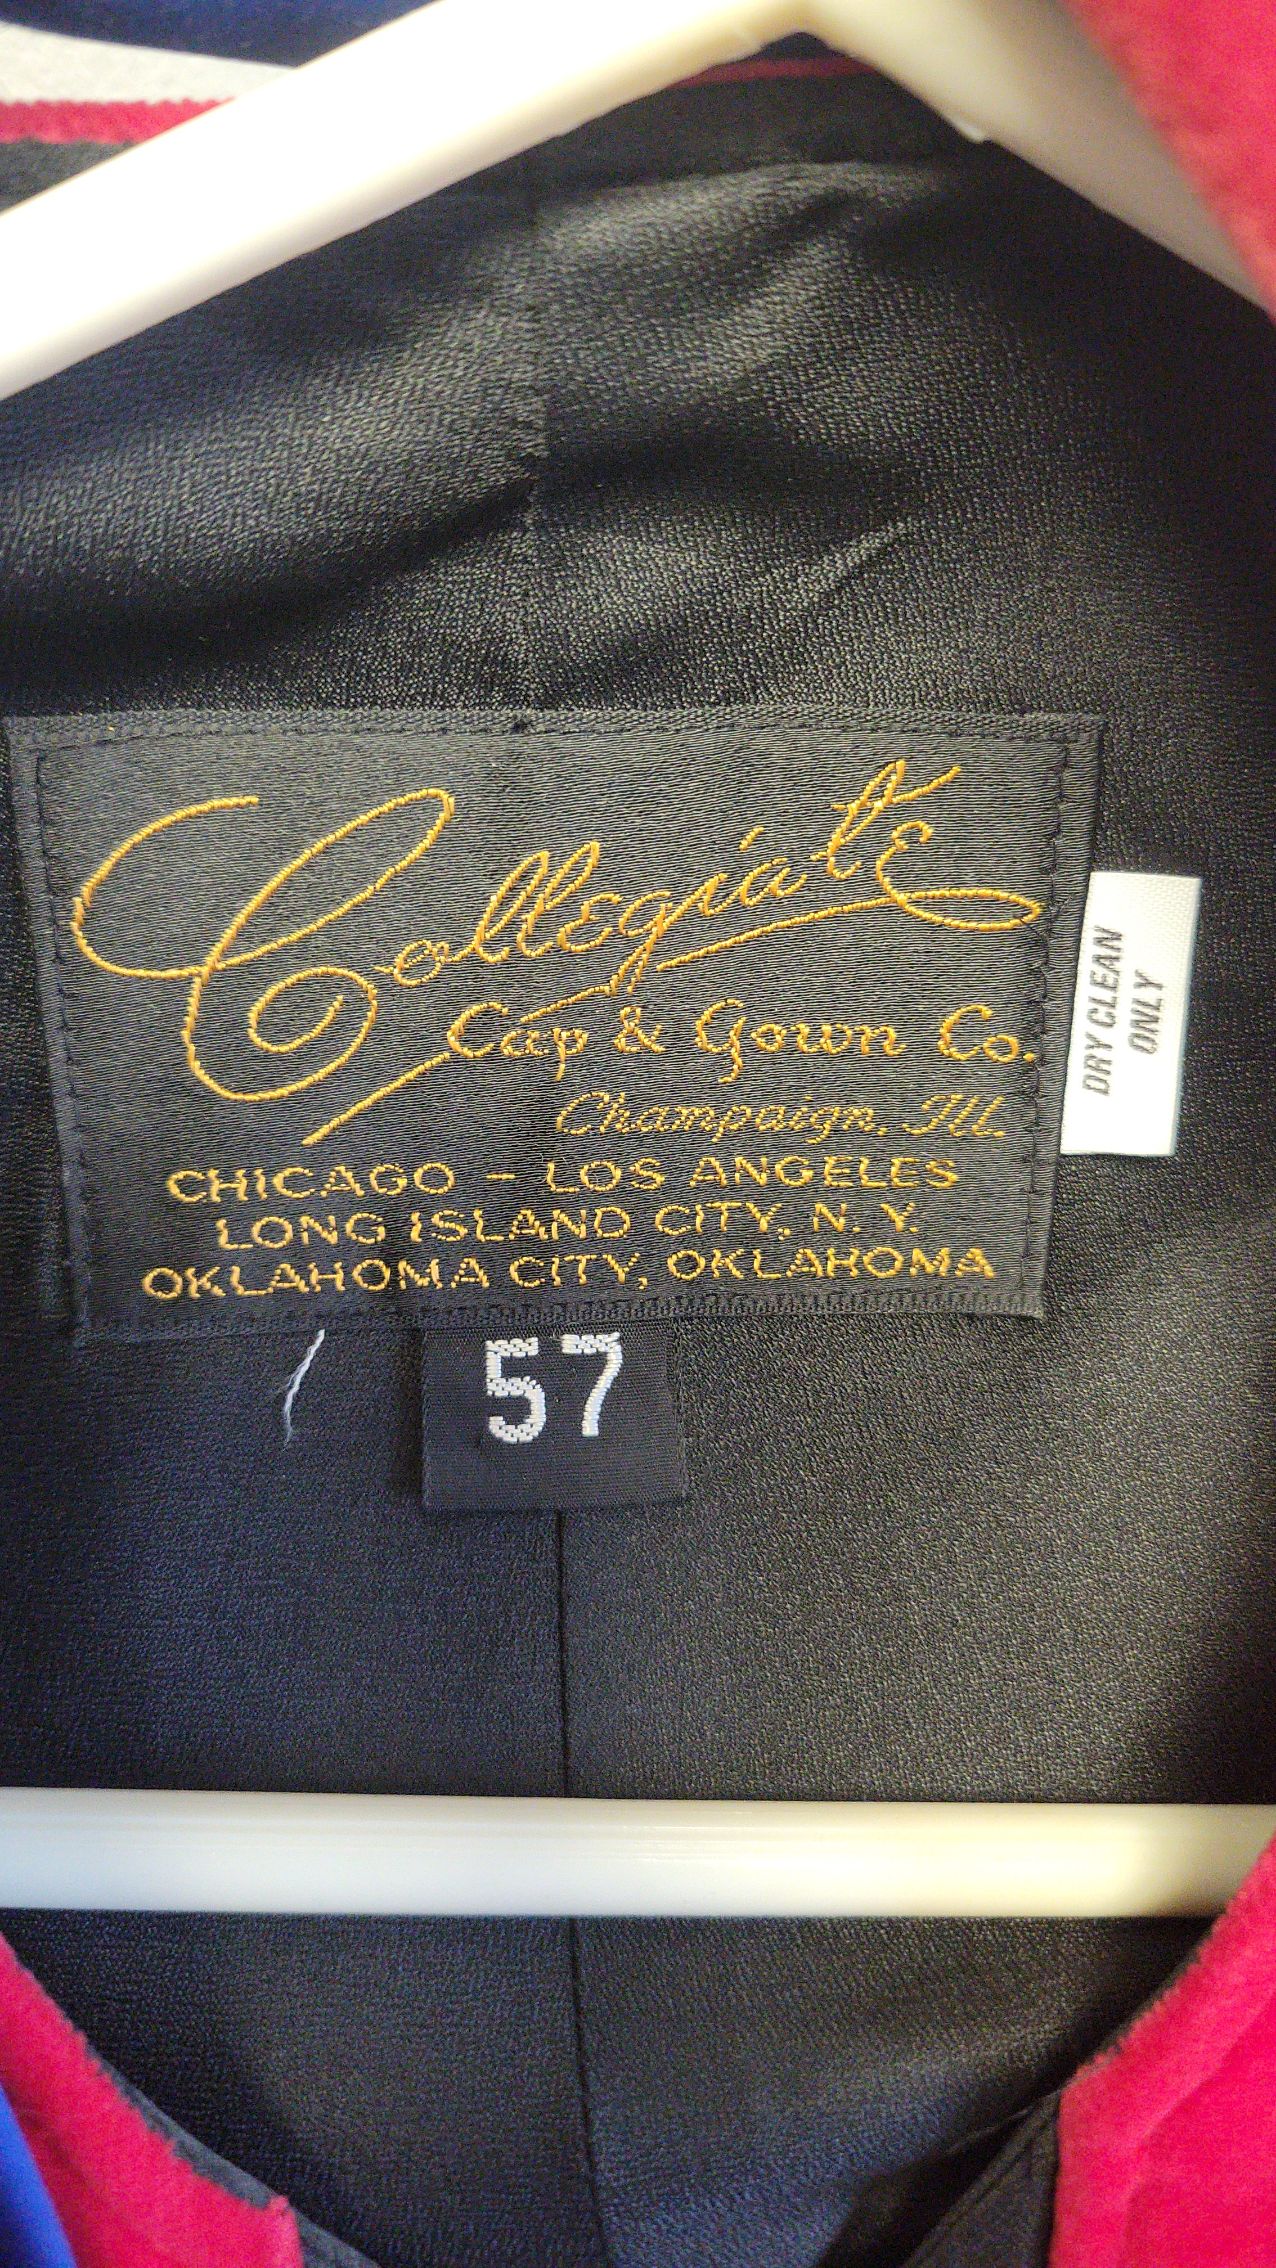 Collegiate
Cap & Gown Co.
Champaign, Ill.
CHICAGO – LOS ANGELES
LONG ISLAND CITY, N. Y.
OKLAHOMA CITY, OKLAHOMA
57
DRY CLEAN
ONLY